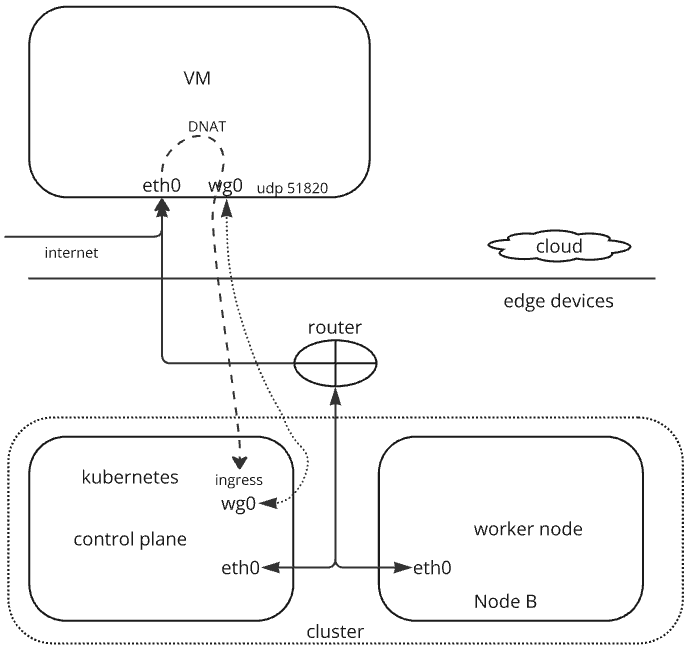 VM
DNAT
eth0 wg0 udp 51820
internet
cloud
edge devices
router
kubernetes
ingress
wg0
control plane
worker node
eth0
eth0
Node B
cluster